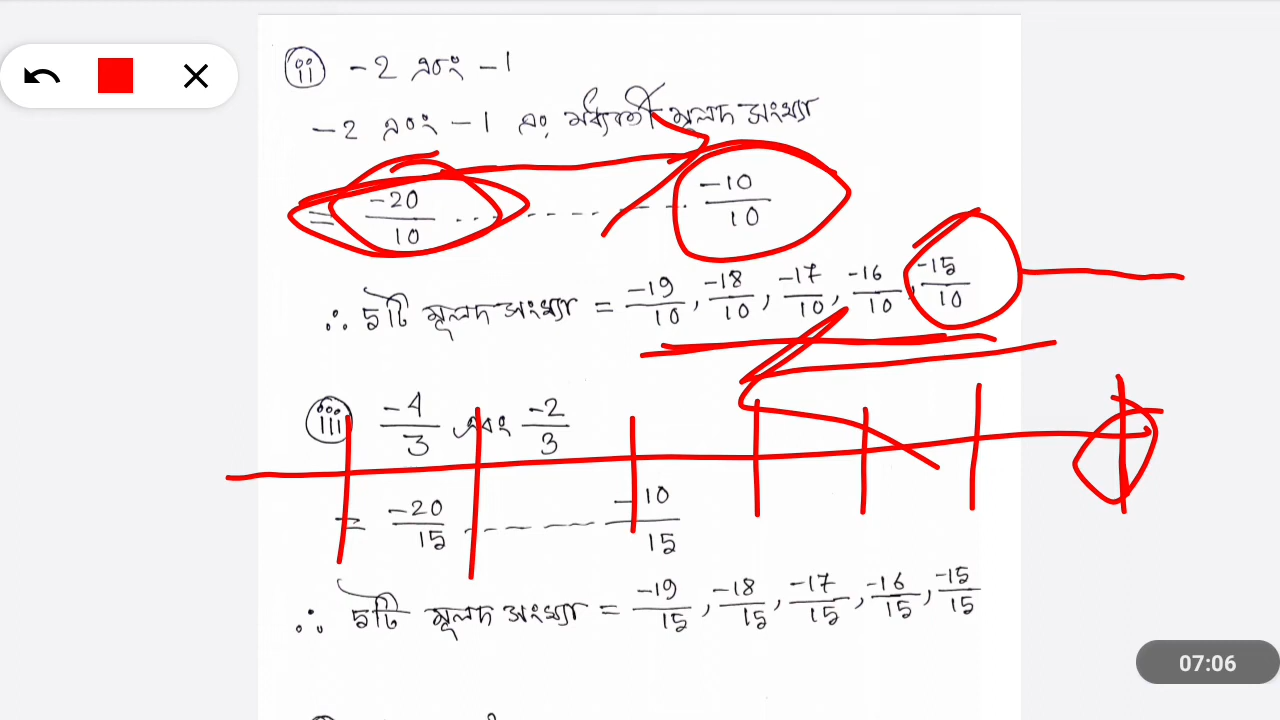 ii -2 এবং -1
-2 এবং -1 এর মধ্যবর্তী মূলদ সংখ্যা
= -20/10 ............ -10/10
∴ ৫টি মূলদ সংখ্যা = -19/10, -18/10, -17/10, -16/10, -15/10
iii -4/3 এবং -2/3
= -20/15 ------- -10/15
∴ ৫টি মূলদ সংখ্যা = -19/15, -18/15, -17/15, -16/15, -15/15
07:06